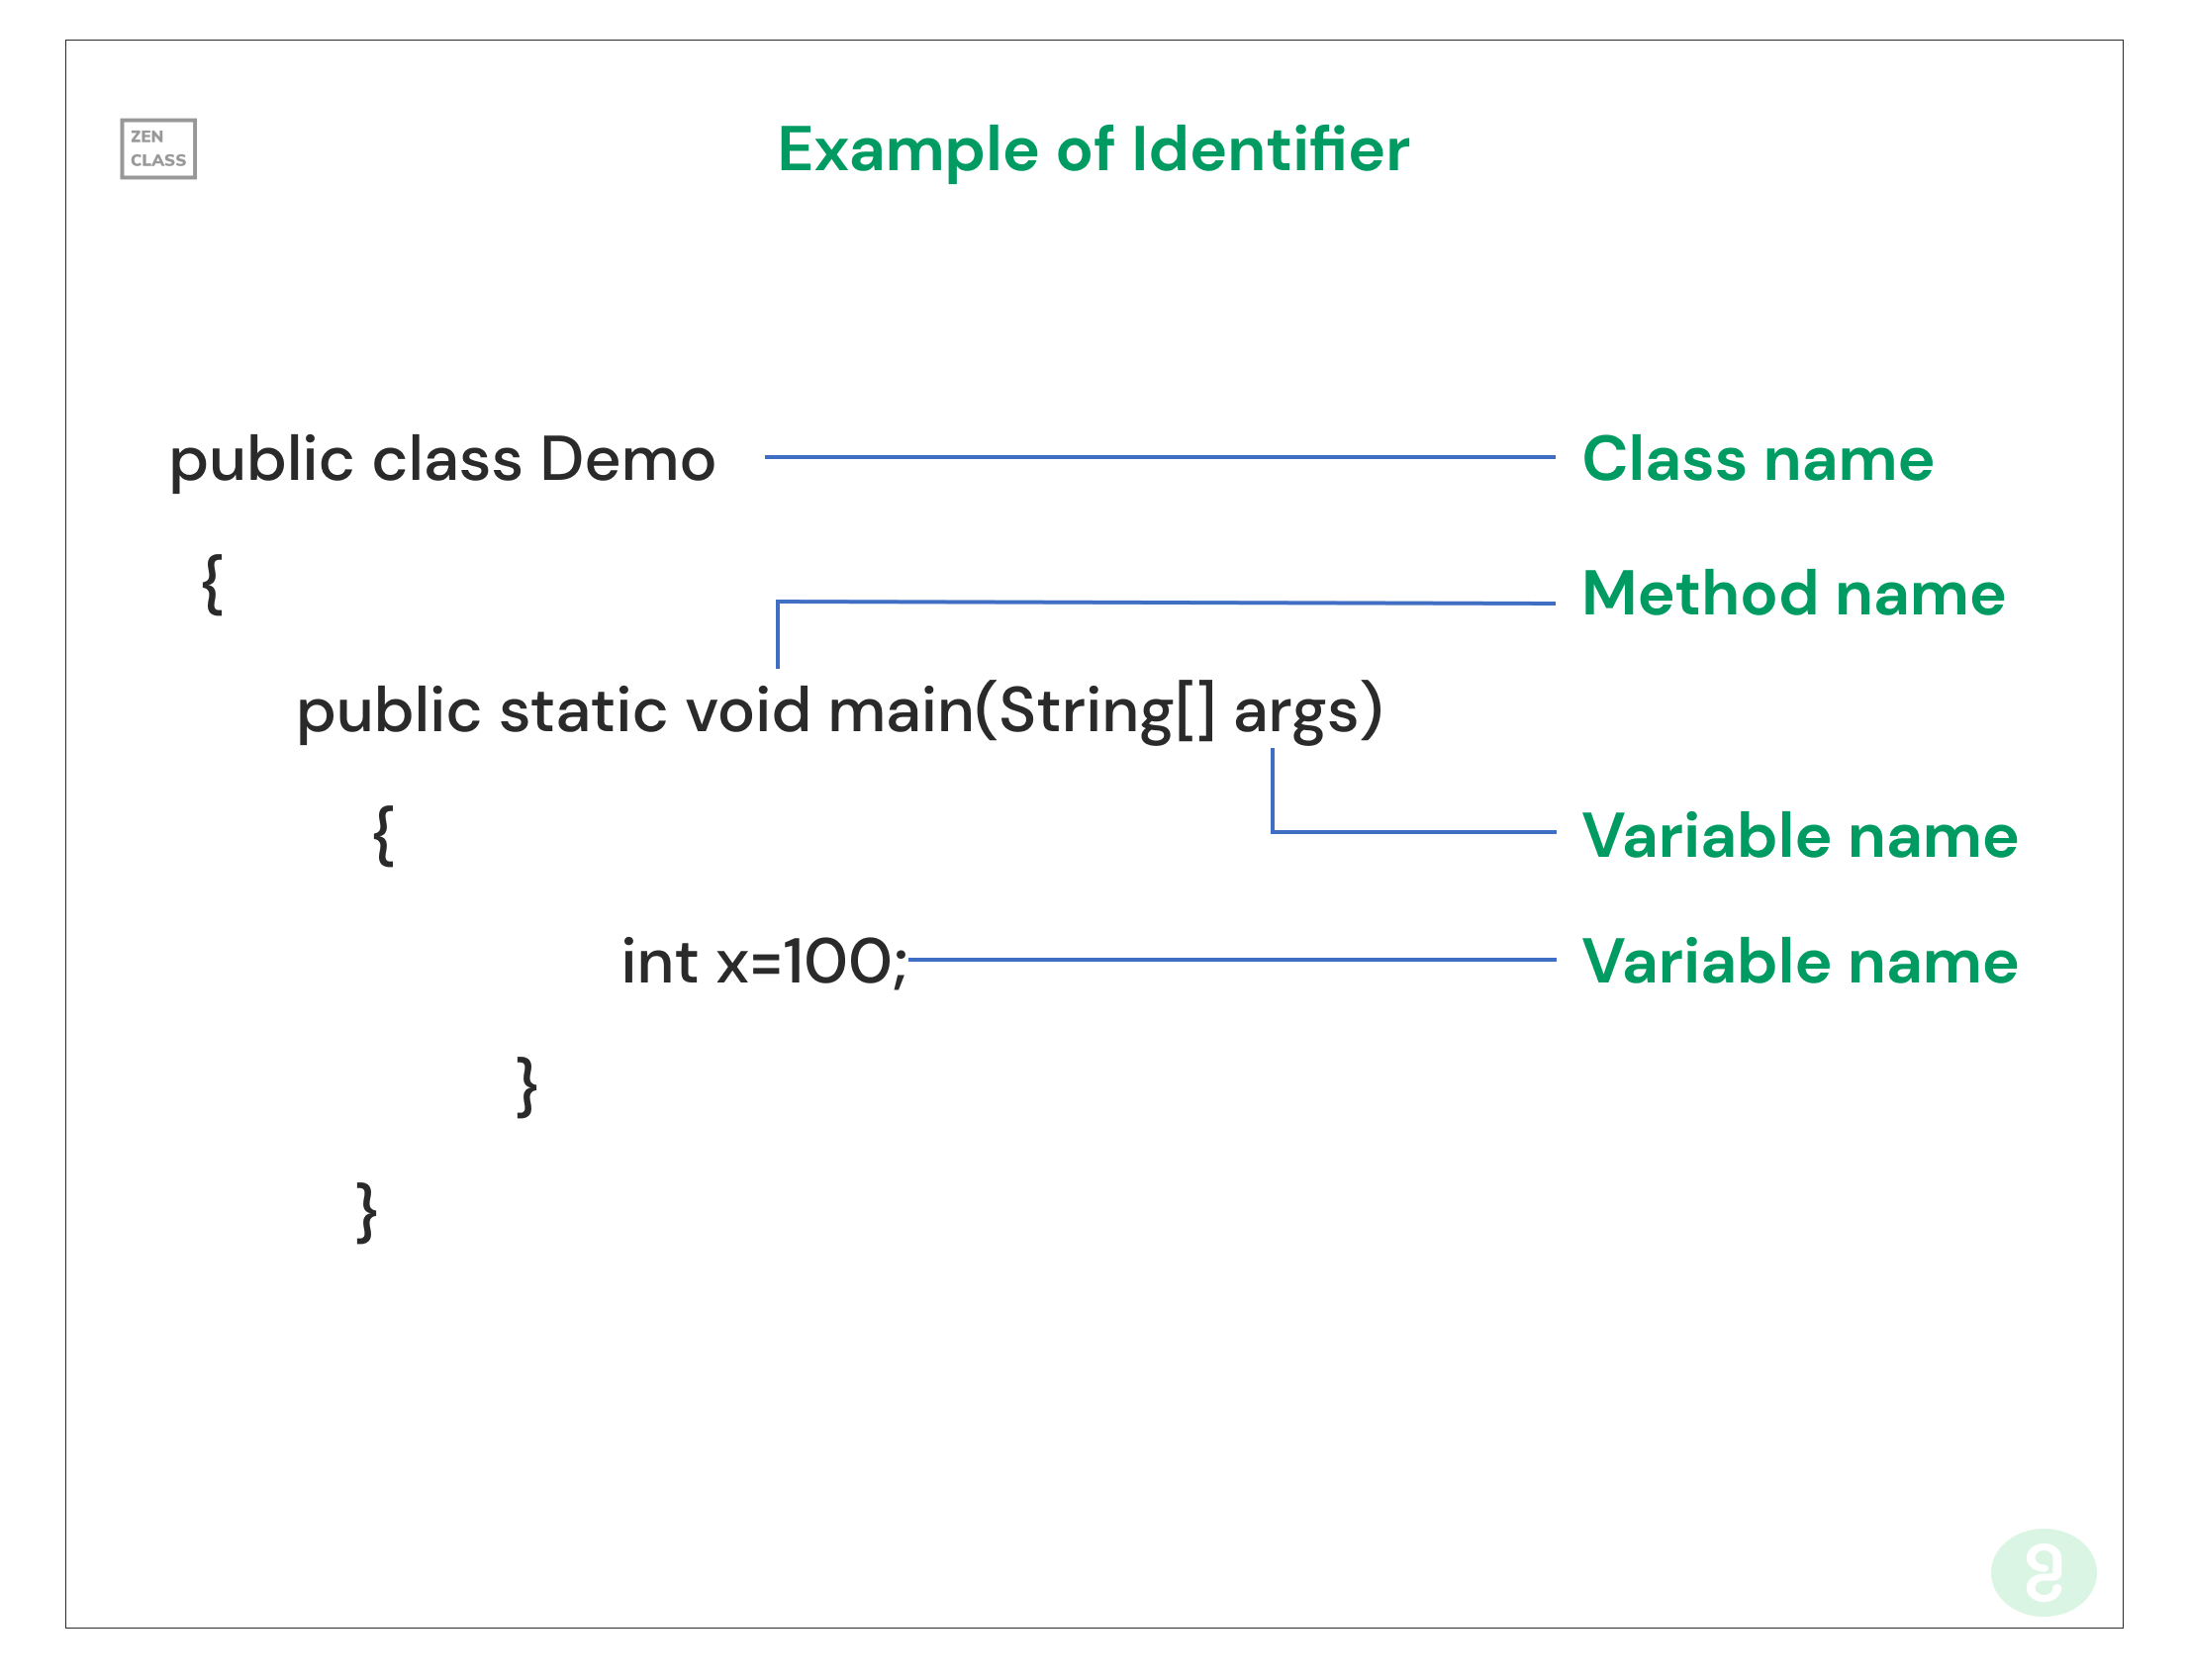 ZEN
CLASS
Example of Identifier
public class Demo
Class name
{
Method name
public static void main(String[] args)
{
Variable name
int x=100;
Variable name
}
}